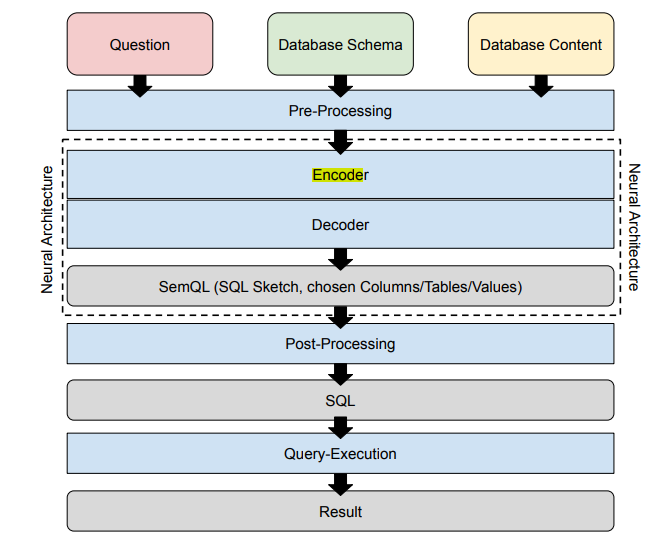 Question
Database Schema
Database Content
Pre-Processing
Neural Architecture
Encoder
Neural Architecture
Decoder
SemQL (SQL Sketch, chosen Columns/Tables/Values)
Post-Processing
SQL
Query-Execution
Result